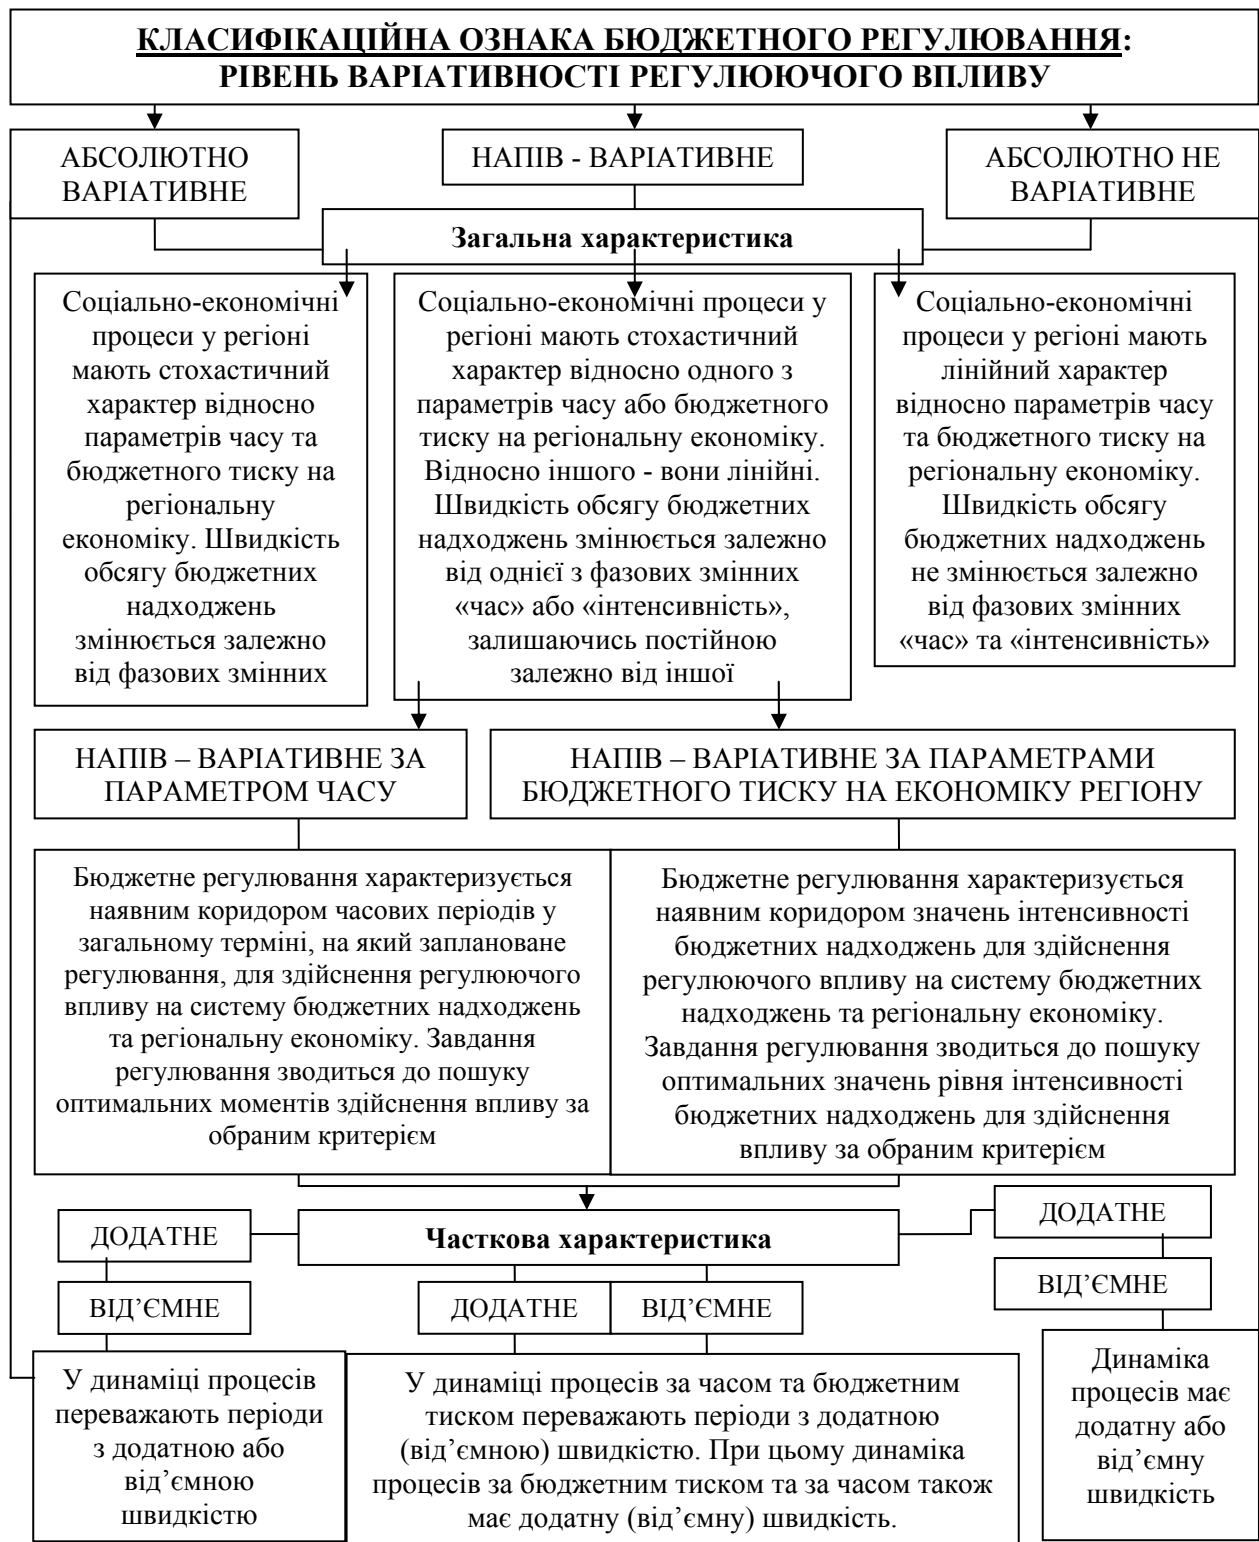 КЛАСИФІКАЦІЙНА ОЗНАКА БЮДЖЕТНОГО РЕГУЛЮВАННЯ:
РІВЕНЬ ВАРІАТИВНОСТІ РЕГУЛЮЮЧОГО ВПЛИВУ
АБСОЛЮТНО
ВАРІАТИВНЕ
НАПІВ - ВАРІАТИВНЕ
АБСОЛЮТНО НЕ
ВАРІАТИВНЕ
Загальна характеристика
Соціально-економічні
процеси у регіоні
мають стохастичний
характер відносно
параметрів часу та
бюджетного тиску на
регіональну
економіку. Швидкість
обсягу бюджетних
надходжень
змінюється залежно
від фазових змінних
Соціально-економічні процеси у
регіоні мають стохастичний
характер відносно одного з
параметрів часу або бюджетного
тиску на регіональну економіку.
Відносно іншого - вони лінійні.
Швидкість обсягу бюджетних
надходжень змінюється залежно
від однієї з фазових змінних
«час» або «інтенсивність»,
залишаючись постійною
залежно від іншої
Соціально-економічні
процеси у регіоні мають
лінійний характер
відносно параметрів часу
та бюджетного тиску на
регіональну економіку.
Швидкість обсягу
бюджетних надходжень
не змінюється залежно
від фазових змінних
«час» та «інтенсивність»
НАПІВ – ВАРІАТИВНЕ ЗА
ПАРАМЕТРОМ ЧАСУ
НАПІВ – ВАРІАТИВНЕ ЗА ПАРАМЕТРАМИ
БЮДЖЕТНОГО ТИСКУ НА ЕКОНОМІКУ РЕГІОНУ
Бюджетне регулювання характеризується
наявним коридором часових періодів у
загальному терміні, на який заплановане
регулювання, для здійснення регулюючого
впливу на систему бюджетних надходжень
та регіональну економіку. Завдання
регулювання зводиться до пошуку
оптимальних моментів здійснення впливу за
обраним критерієм
Бюджетне регулювання характеризується
наявним коридором значень інтенсивності
бюджетних надходжень для здійснення
регулюючого впливу на систему бюджетних
надходжень та регіональну економіку.
Завдання регулювання зводиться до пошуку
оптимальних значень рівня інтенсивності
бюджетних надходжень для здійснення
впливу за обраним критерієм
ДОДАТНЕ
Часткова характеристика
ДОДАТНЕ
ВІД’ЄМНЕ
ДОДАТНЕ
ВІД’ЄМНЕ
ВІД’ЄМНЕ
У динаміці процесів
переважають періоди
з додатною або
від’ємною
швидкістю
У динаміці процесів за часом та бюджетним
тиском переважають періоди з додатною
(від’ємною) швидкістю. При цьому динаміка
процесів за бюджетним тиском та за часом також
має додатну (від’ємну) швидкість.
Динаміка
процесів має
додатну або
від’ємну
швидкість